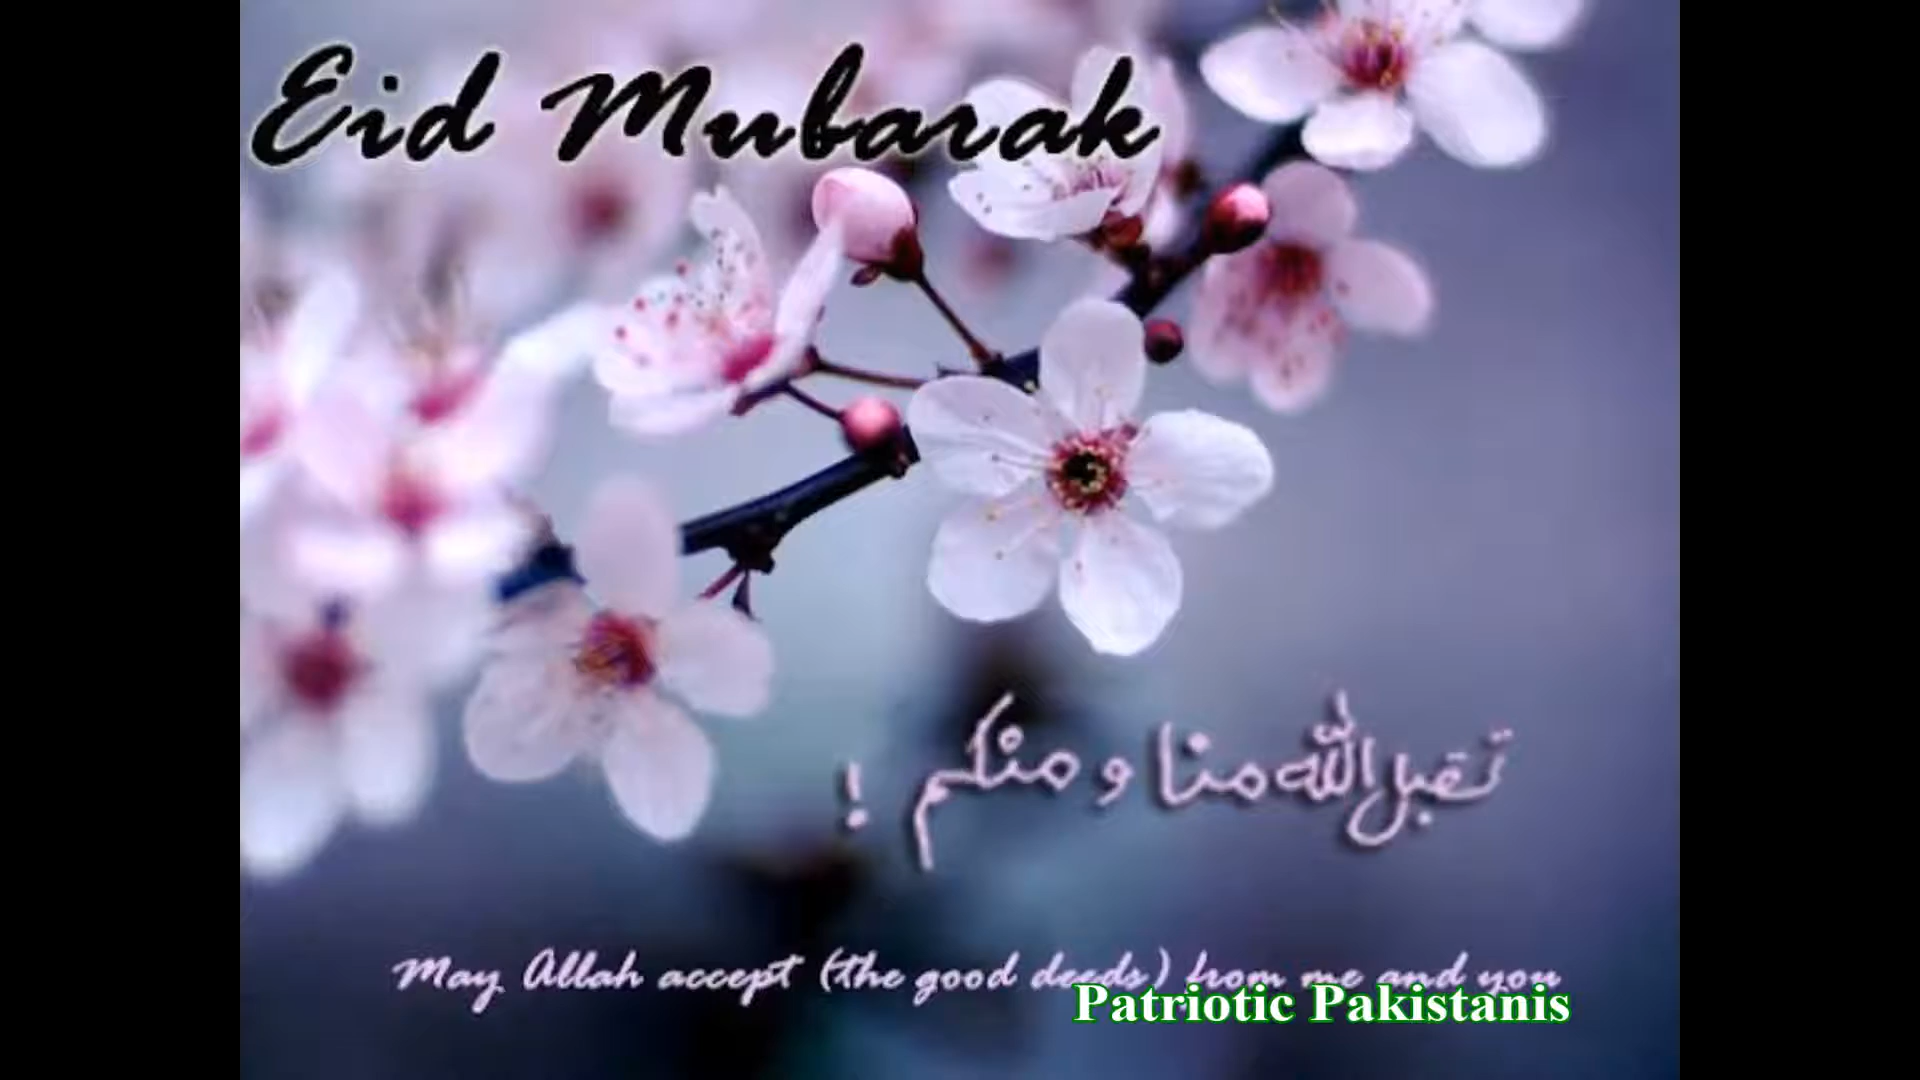 Eid Mubarak
تقبل الله منا و منكم !
May Allah accept (the good deeds) from me and you
Patriotic Pakistanis